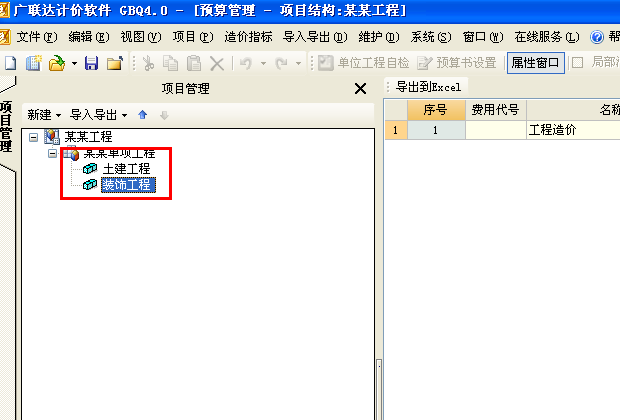 广联达计价软件 GBQ4.0 - [预算管理 - 项目结构:某某工程]
文件(F) 编辑(E) 视图(V) 项目(P) 造价指标 导入导出(D) 维护(D) 系统(S) 窗口(W) 在线服务(L) 帮
单位工程自检 预算书设置 属性窗口 局部
项目管理
项目管理
新建 导入导出
某某工程
某某单项工程
土建工程
装饰工程
导出到Excel
序号 费用代号 名称
1 1 工程造价